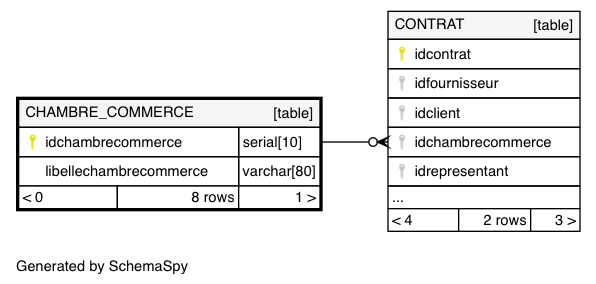 CHAMBRE_COMMERCE [table]
idchambrecommerce serial[10]
libellechambrecommerce varchar[80]
< 0 8 rows 1 >
CONTRAT [table]
idcontrat
idfournisseur
idclient
idchambrecommerce
idrepresentant
...
< 4 2 rows 3 >
Generated by SchemaSpy